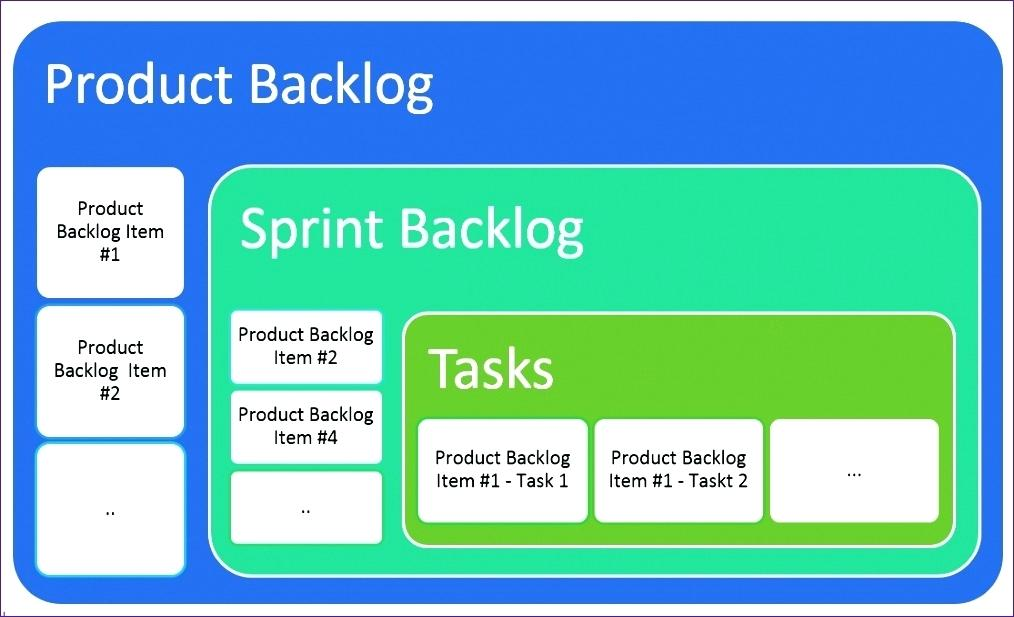 Product Backlog
Product
Backlog Item
#1
Product
Backlog  Item
#2
..
Sprint Backlog
Product Backlog
Item #2
Product Backlog
Item #4
..
Tasks
Product Backlog
Item #1 - Task 1
Product Backlog
Item #1 - Taskt 2
...